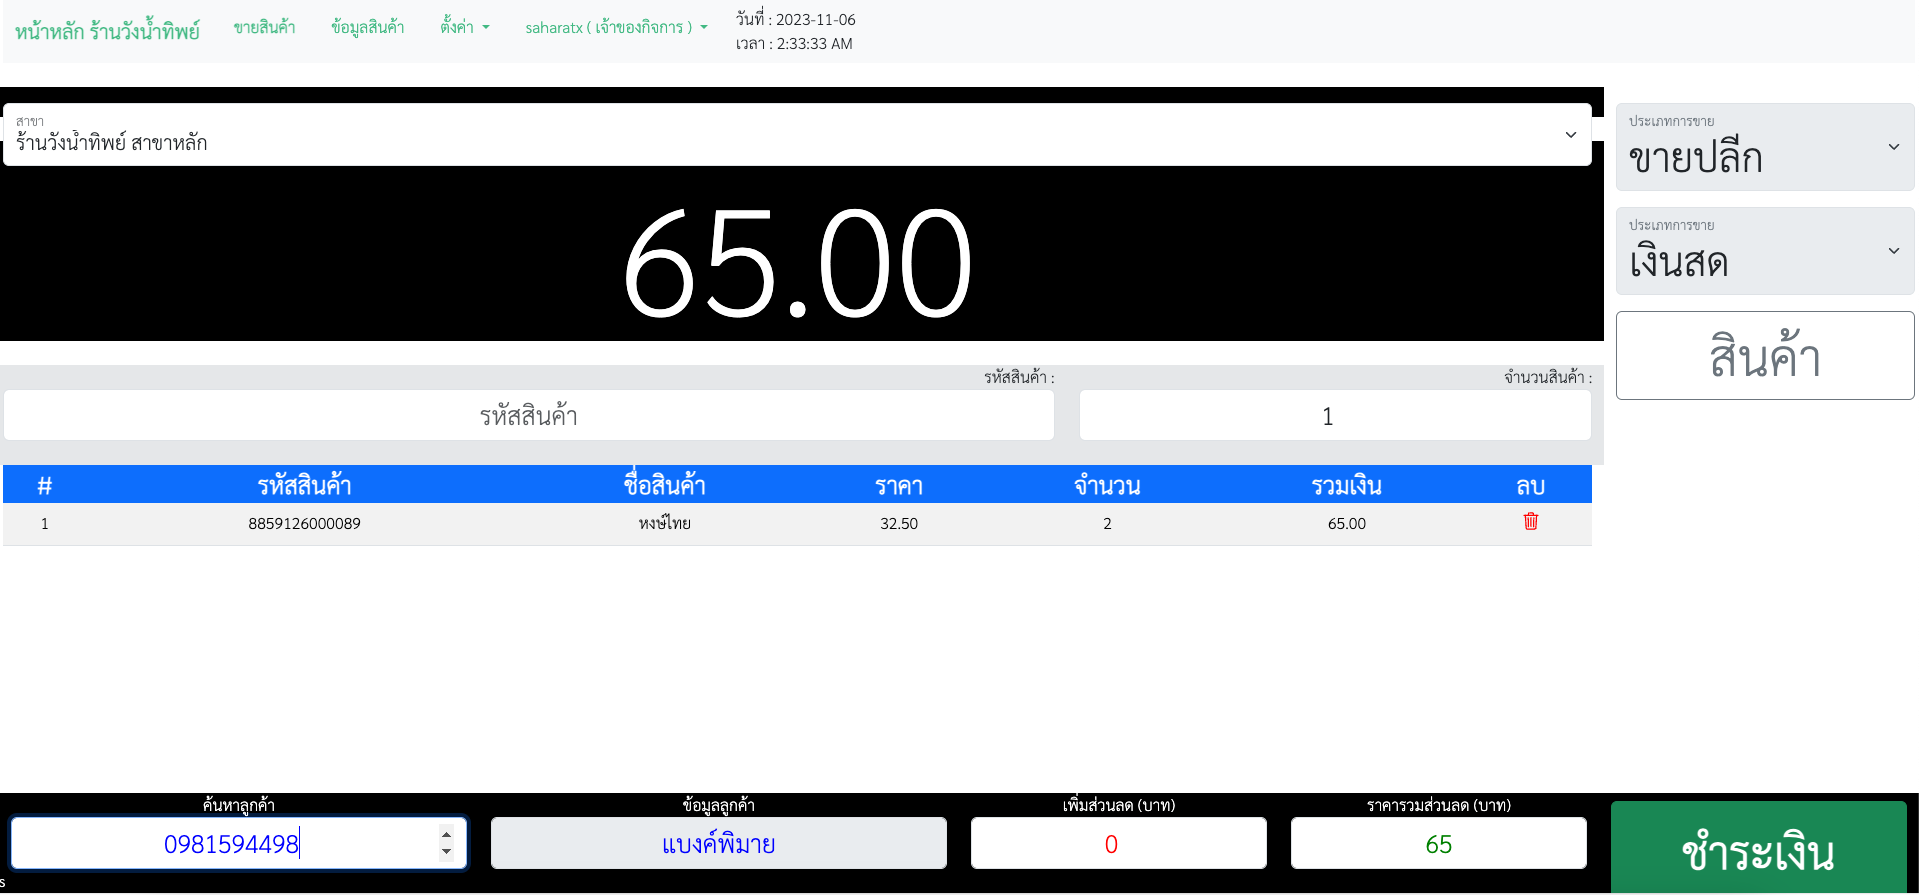 หน้าหลัก ร้านวังน้ำทิพย์ ขายสินค้า ข้อมูลสินค้า ตั้งค่า saharatx ( เจ้าของกิจการ )
วันที่ : 2023-11-06
เวลา : 2:33:33 AM
สาขา
ร้านวังน้ำทิพย์ สาขาหลัก
65.00
ประเภทการขาย
ขายปลีก
ประเภทการขาย
เงินสด
สินค้า
รหัสสินค้า : จำนวนสินค้า :
รหัสสินค้า 1
# รหัสสินค้า ชื่อสินค้า ราคา จำนวน รวมเงิน ลบ
1 8859126000089 หงษ์ไทย 32.50 2 65.00
ค้นหาลูกค้า ข้อมูลลูกค้า เพิ่มส่วนลด (บาท) ราคารวมส่วนลด (บาท)
0981594498 แบงค์พิมาย 0 65 ชำระเงิน
s